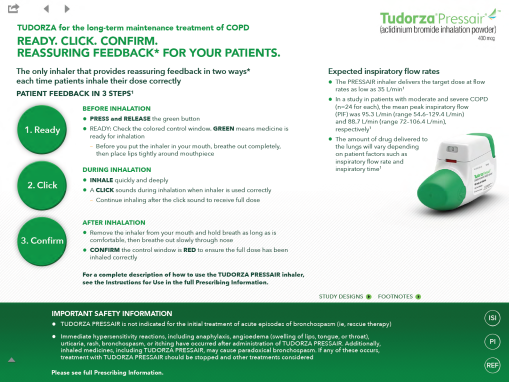 TUDORZA for the long-term maintenance treatment of COPD
READY. CLICK. CONFIRM.
REASSURING FEEDBACK* FOR YOUR PATIENTS.
Tudorza Pressair
(aclidinium bromide inhalation powder)
400 mcg
The only inhaler that provides reassuring feedback in two ways*
each time patients inhale their dose correctly
PATIENT FEEDBACK IN 3 STEPS¹
1. Ready
BEFORE INHALATION
● PRESS and RELEASE the green button
● READY: Check the colored control window. GREEN means medicine is
ready for inhalation
– Before you put the inhaler in your mouth, breathe out completely,
then place lips tightly around mouthpiece
2. Click
DURING INHALATION
● INHALE quickly and deeply
● A CLICK sounds during inhalation when inhaler is used correctly
– Continue inhaling after the click sound to receive full dose
3. Confirm
AFTER INHALATION
● Remove the inhaler from your mouth and hold breath as long as is
comfortable, then breathe out slowly through nose
● CONFIRM the control window is RED to ensure the full dose has been
inhaled correctly
For a complete description of how to use the TUDORZA PRESSAIR inhaler,
see the Instructions for Use in the full Prescribing Information.
Expected inspiratory flow rates
● The PRESSAIR inhaler delivers the target dose at flow
rates as low as 35 L/min¹
● In a study in patients with moderate and severe COPD
(n=24 for each), the mean peak inspiratory flow
(PIF) was 95.3 L/min (range 54.6-129.4 L/min)
and 88.7 L/min (range 72-106.4 L/min),
respectively¹
● The amount of drug delivered to
the lungs will vary depending
on patient factors such as
inspiratory flow rate and
inspiratory time¹
STUDY DESIGNS
FOOTNOTES
IMPORTANT SAFETY INFORMATION
● TUDORZA PRESSAIR is not indicated for the initial treatment of acute episodes of bronchospasm (ie, rescue therapy)
● Immediate hypersensitivity reactions, including anaphylaxis, angioedema (swelling of lips, tongue, or throat),
urticaria, rash, bronchospasm, or itching have occurred after administration of TUDORZA PRESSAIR. Additionally,
inhaled medicines, including TUDORZA PRESSAIR, may cause paradoxical bronchospasm. If any of these occurs,
treatment with TUDORZA PRESSAIR should be stopped and other treatments considered
Please see full Prescribing Information.
ISI
PI
REF